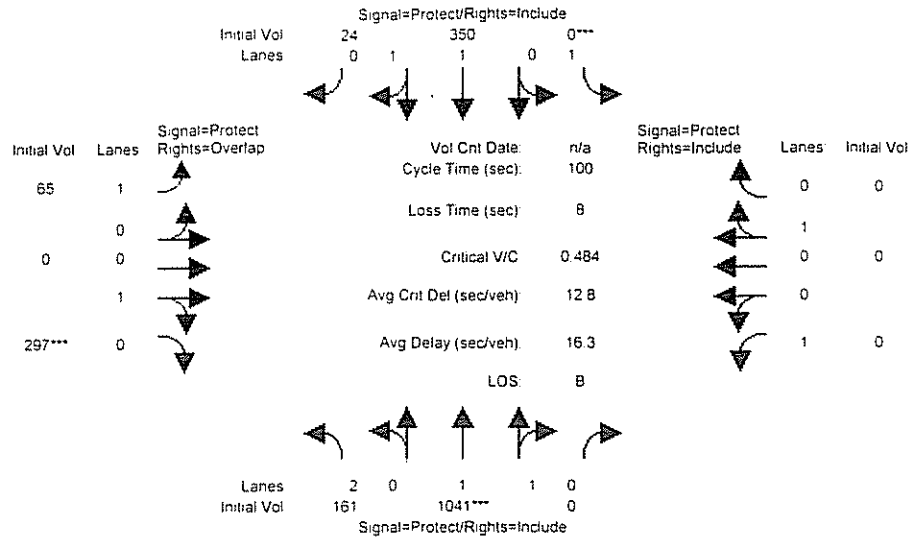 Signal=Protect/Rights=Include
Initial Vol 24 350 0***
Lanes 0 1 1 0 1
Signal=Protect
Rights=Overlap
Vol Cnt Date: n/a
Signal=Protect
Rights=Include
Initial Vol Lanes
Cycle Time (sec): 100
Lanes Initial Vol
65 1
0 0
Loss Time (sec): 8
0
1
0 0
Critical V/C 0.484
0 0
1
Avg Crit Del (sec/veh): 12.8
0
297*** 0
Avg Delay (sec/veh): 16.3
1 0
LOS: B
Lanes 2 0 1 1 0
Initial Vol 161 1041*** 0
Signal=Protect/Rights=Include